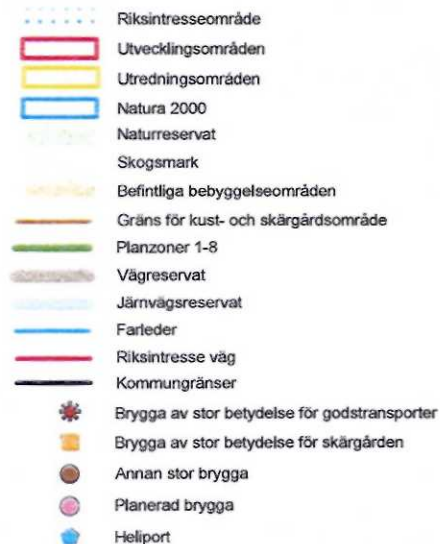 Riksintresseområde
Utvecklingsområden
Utredningsområden
Natura 2000
Naturreservat
Skogsmark
Befintliga bebyggelseområden
Gräns för kust- och skärgårdsområde
Planzoner 1-8
Vägreservat
Järnvägsreservat
Farleder
Riksintresse väg
Kommungränser
Brygga av stor betydelse för godstransporter
Brygga av stor betydelse för skärgården
Annan stor brygga
Planerad brygga
Heliport